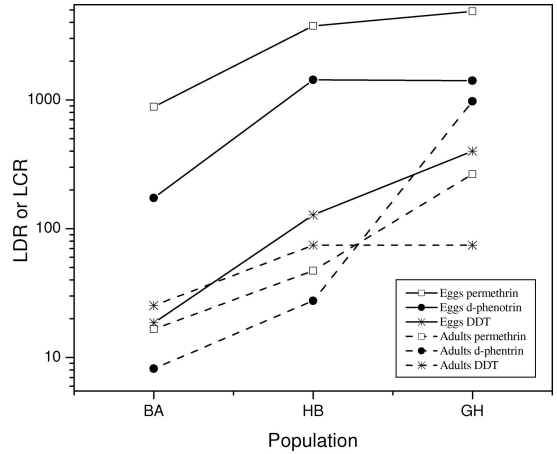 LDR or LCR
1000
100
10
Eggs permethrin
Eggs d-phenotrin
Eggs DDT
Adults permethrin
Adults d-phentrin
Adults DDT
BA HB GH
Population